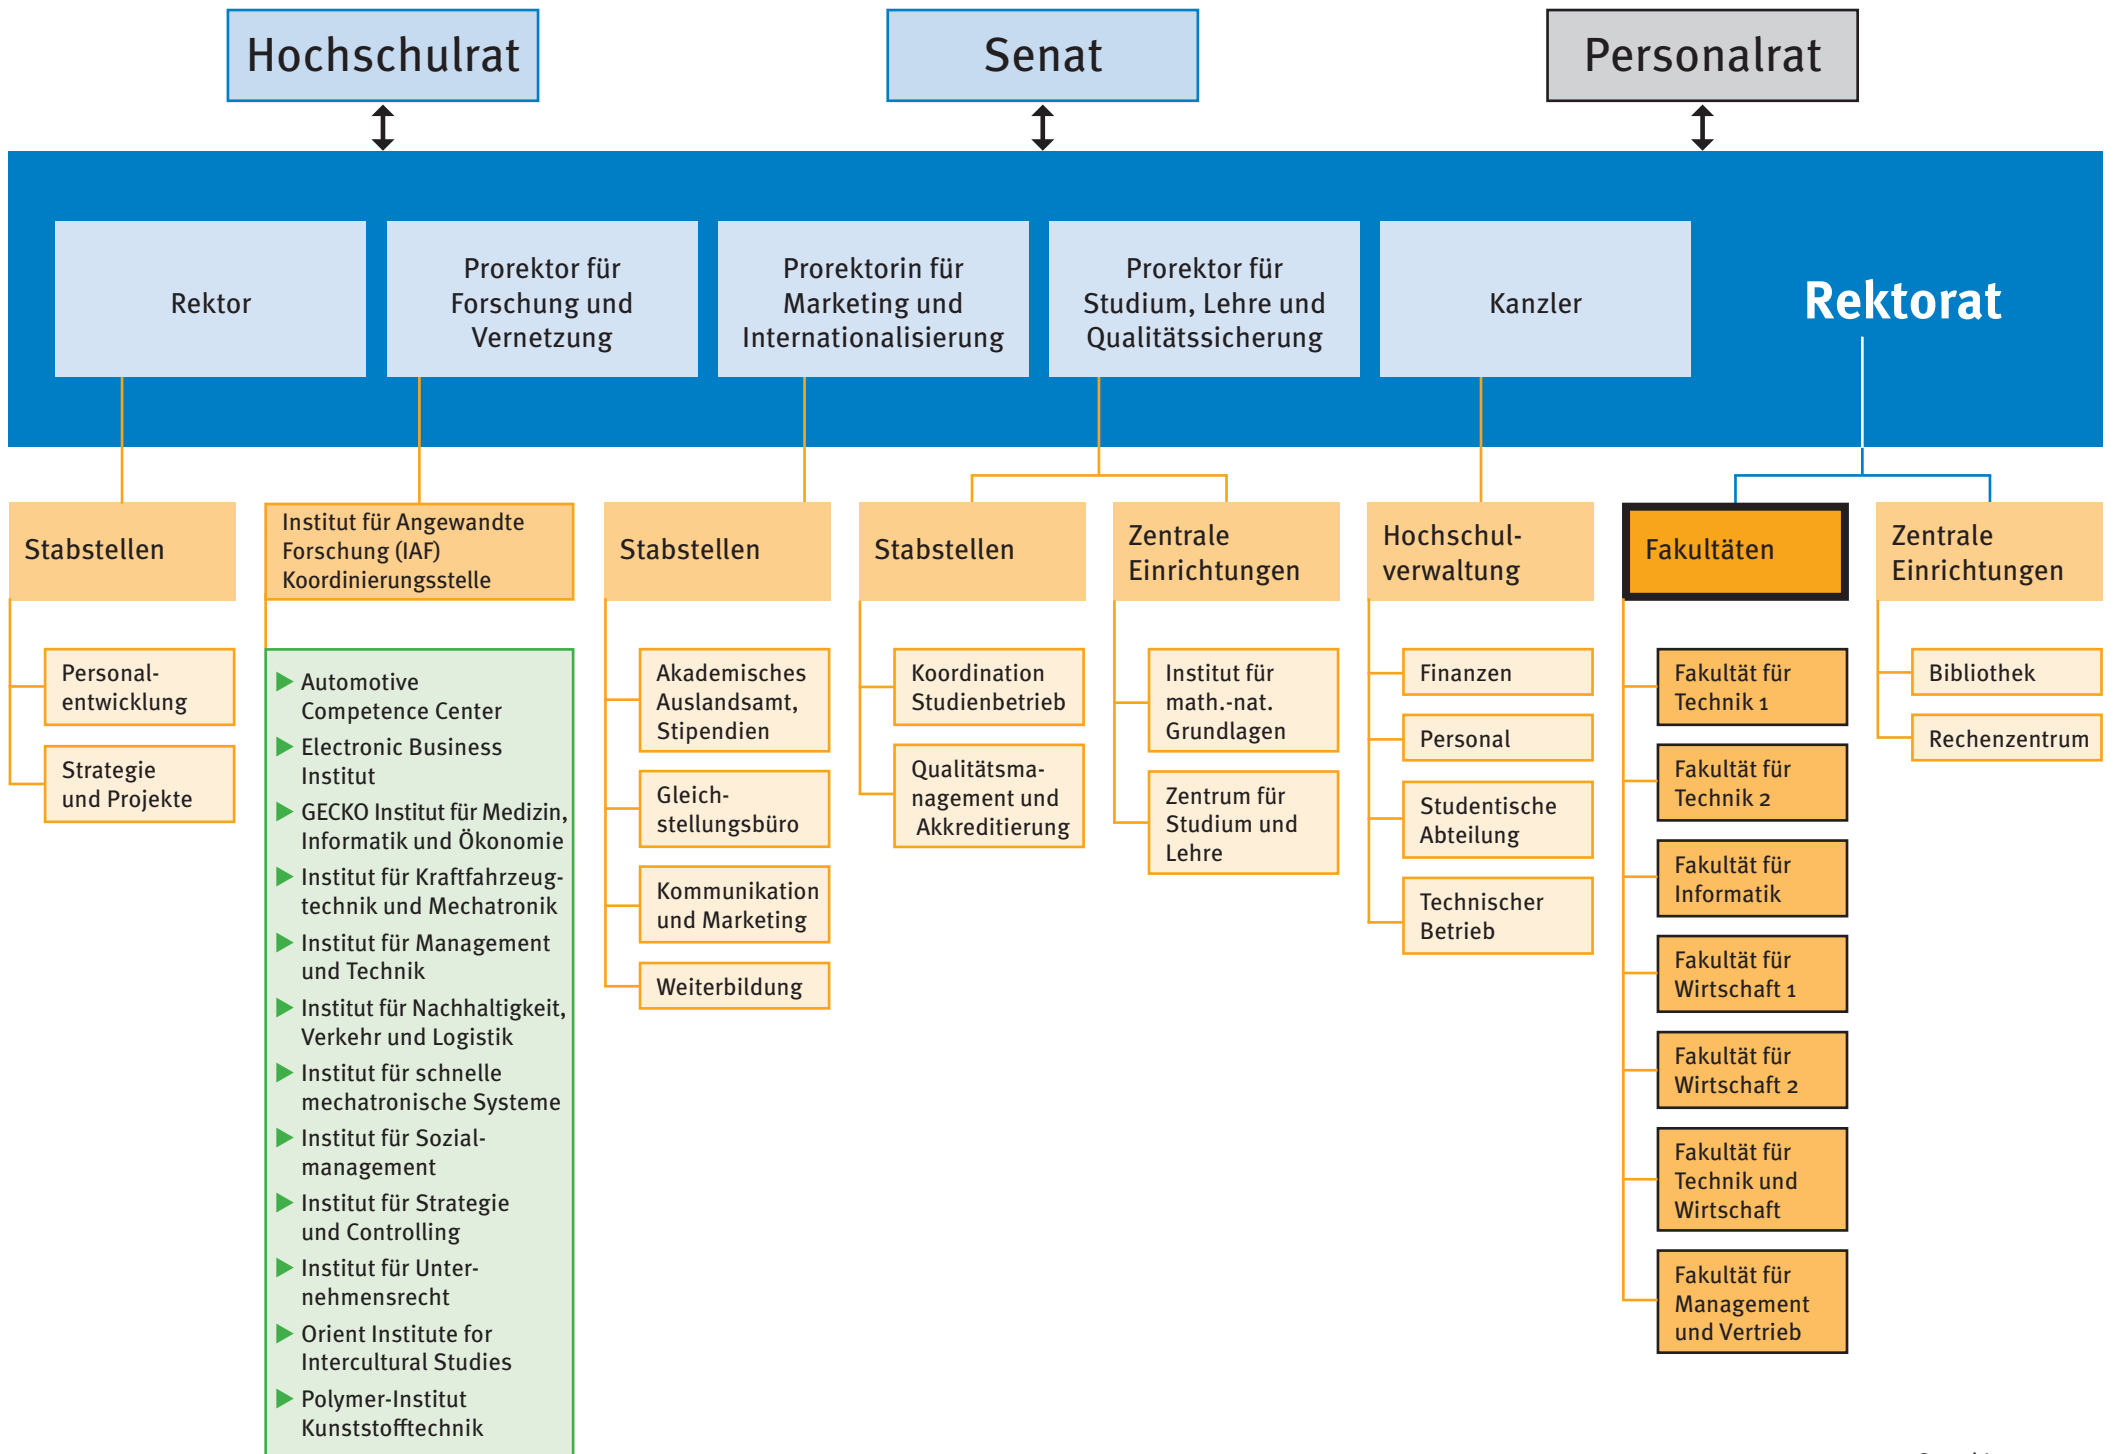 Hochschulrat
Senat
Personalrat
Rektor
Prorektor für
Forschung und
Vernetzung
Prorektorin für
Marketing und
Internationalisierung
Prorektor für
Studium, Lehre und
Qualitätssicherung
Kanzler
Rektorat
Stabstellen
Personal-
entwicklung
Strategie
und Projekte
Institut für Angewandte
Forschung (IAF)
Koordinierungsstelle
Automotive
Competence Center
Electronic Business
Institut
GECKO Institut für Medizin,
Informatik und Ökonomie
Institut für Kraftfahrzeug-
technik und Mechatronik
Institut für Management
und Technik
Institut für Nachhaltigkeit,
Verkehr und Logistik
Institut für schnelle
mechatronische Systeme
Institut für Sozial-
management
Institut für Strategie
und Controlling
Institut für Unter-
nehmensrecht
Orient Institute for
Intercultural Studies
Polymer-Institut
Kunststofftechnik
Stabstellen
Akademisches
Auslandsamt,
Stipendien
Gleich-
stellungsbüro
Kommunikation
und Marketing
Weiterbildung
Stabstellen
Koordination
Studienbetrieb
Qualitätsma-
nagement und
Akkreditierung
Zentrale
Einrichtungen
Institut für
math.-nat.
Grundlagen
Zentrum für
Studium und
Lehre
Hochschul-
verwaltung
Finanzen
Personal
Studentische
Abteilung
Technischer
Betrieb
Fakultäten
Fakultät für
Technik 1
Fakultät für
Technik 2
Fakultät für
Informatik
Fakultät für
Wirtschaft 1
Fakultät für
Wirtschaft 2
Fakultät für
Technik und
Wirtschaft
Fakultät für
Management
und Vertrieb
Zentrale
Einrichtungen
Bibliothek
Rechenzentrum